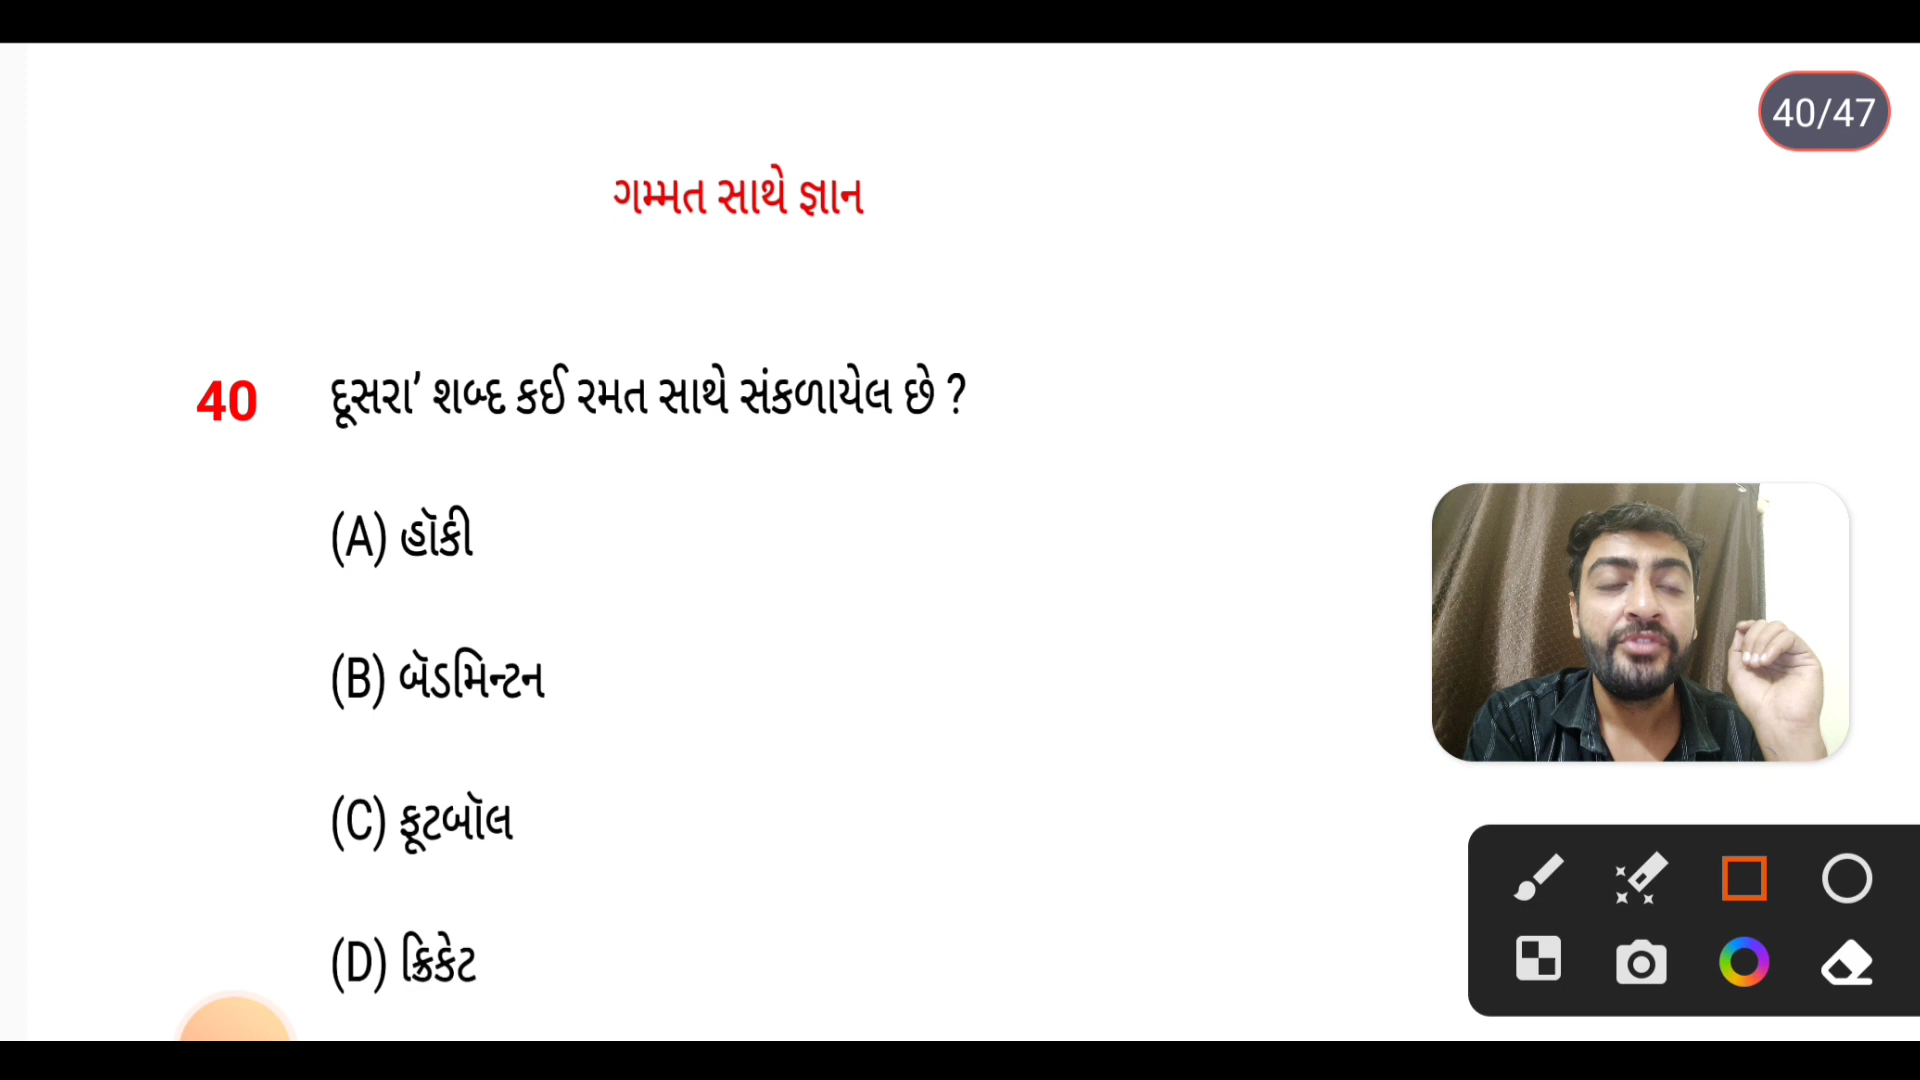 40/47
ગમ્મત સાથે જ્ઞાન
40 દૂસરા’ શબ્દ કઈ રમત સાથે સંકળાયેલ છે ?
(A) હૉકી
(B) બૅડમિન્ટન
(C) ફૂટબૉલ
(D) ક્રિકેટ